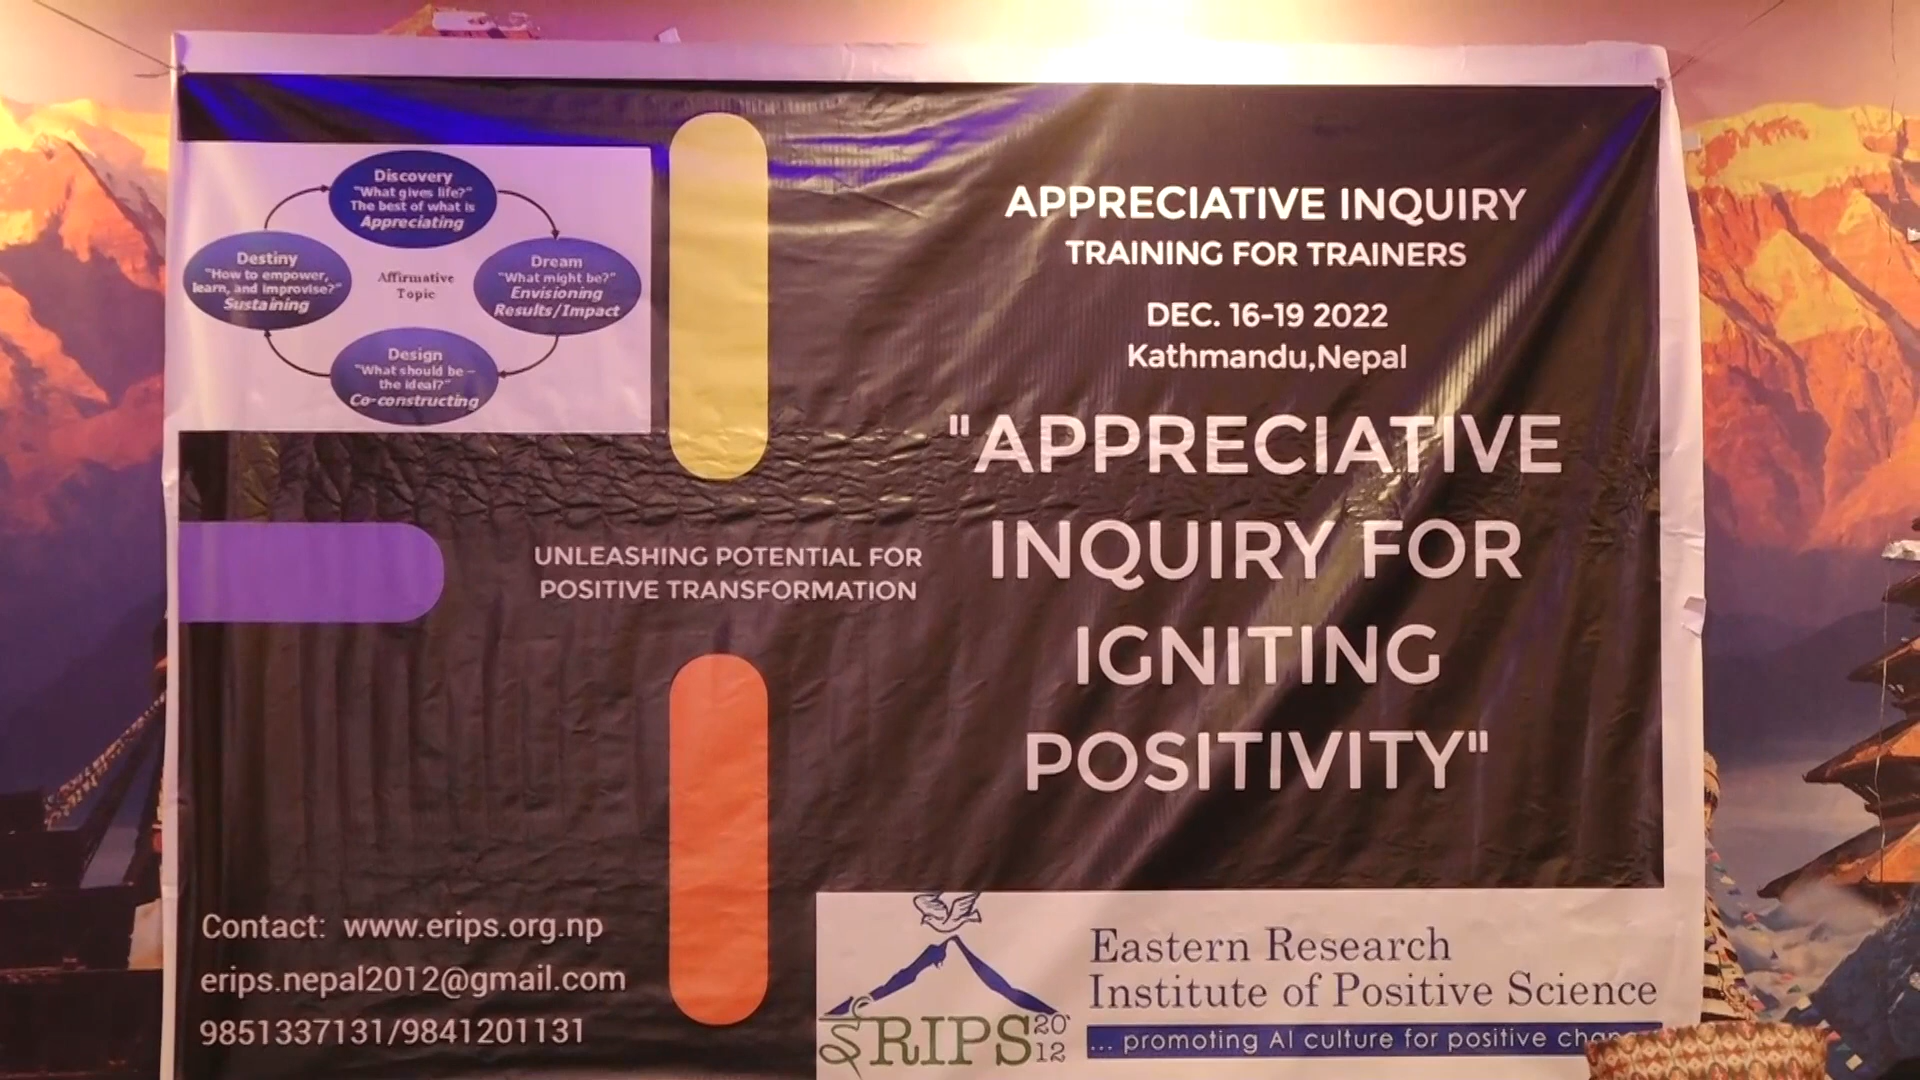 Discovery
"What gives life?"
The best of what is
Appreciating
Destiny
"How to empower,
learn, and improvise?"
Sustaining
Affirmative
Topic
Dream
"What might be?"
Envisioning
Results/Impact
Design
"What should be –
the ideal?"
Co-constructing
APPRECIATIVE INQUIRY
TRAINING FOR TRAINERS
DEC. 16-19 2022
Kathmandu,Nepal
"APPRECIATIVE
INQUIRY FOR
IGNITING
POSITIVITY"
UNLEASHING POTENTIAL FOR
POSITIVE TRANSFORMATION
Contact: www.erips.org.np
erips.nepal2012@gmail.com
9851337131/9841201131
ERIPS
20
12
Eastern Research
Institute of Positive Science
... promoting AI culture for positive